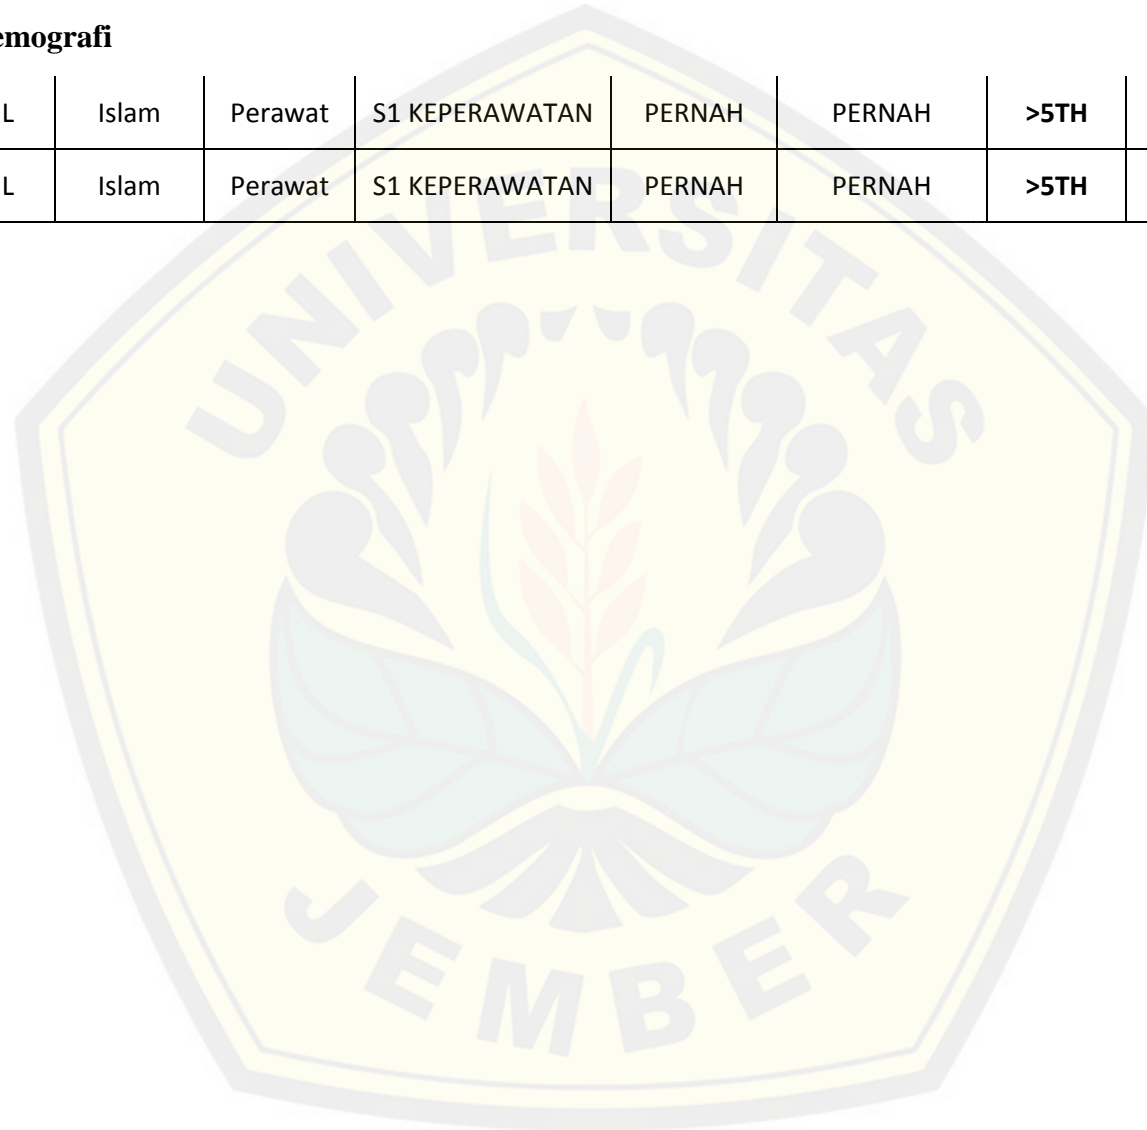 emografi
L Islam Perawat S1 KEPERAWATAN PERNAH PERNAH >5TH
L Islam Perawat S1 KEPERAWATAN PERNAH PERNAH >5TH
UNIVERSITAS
JEMBER